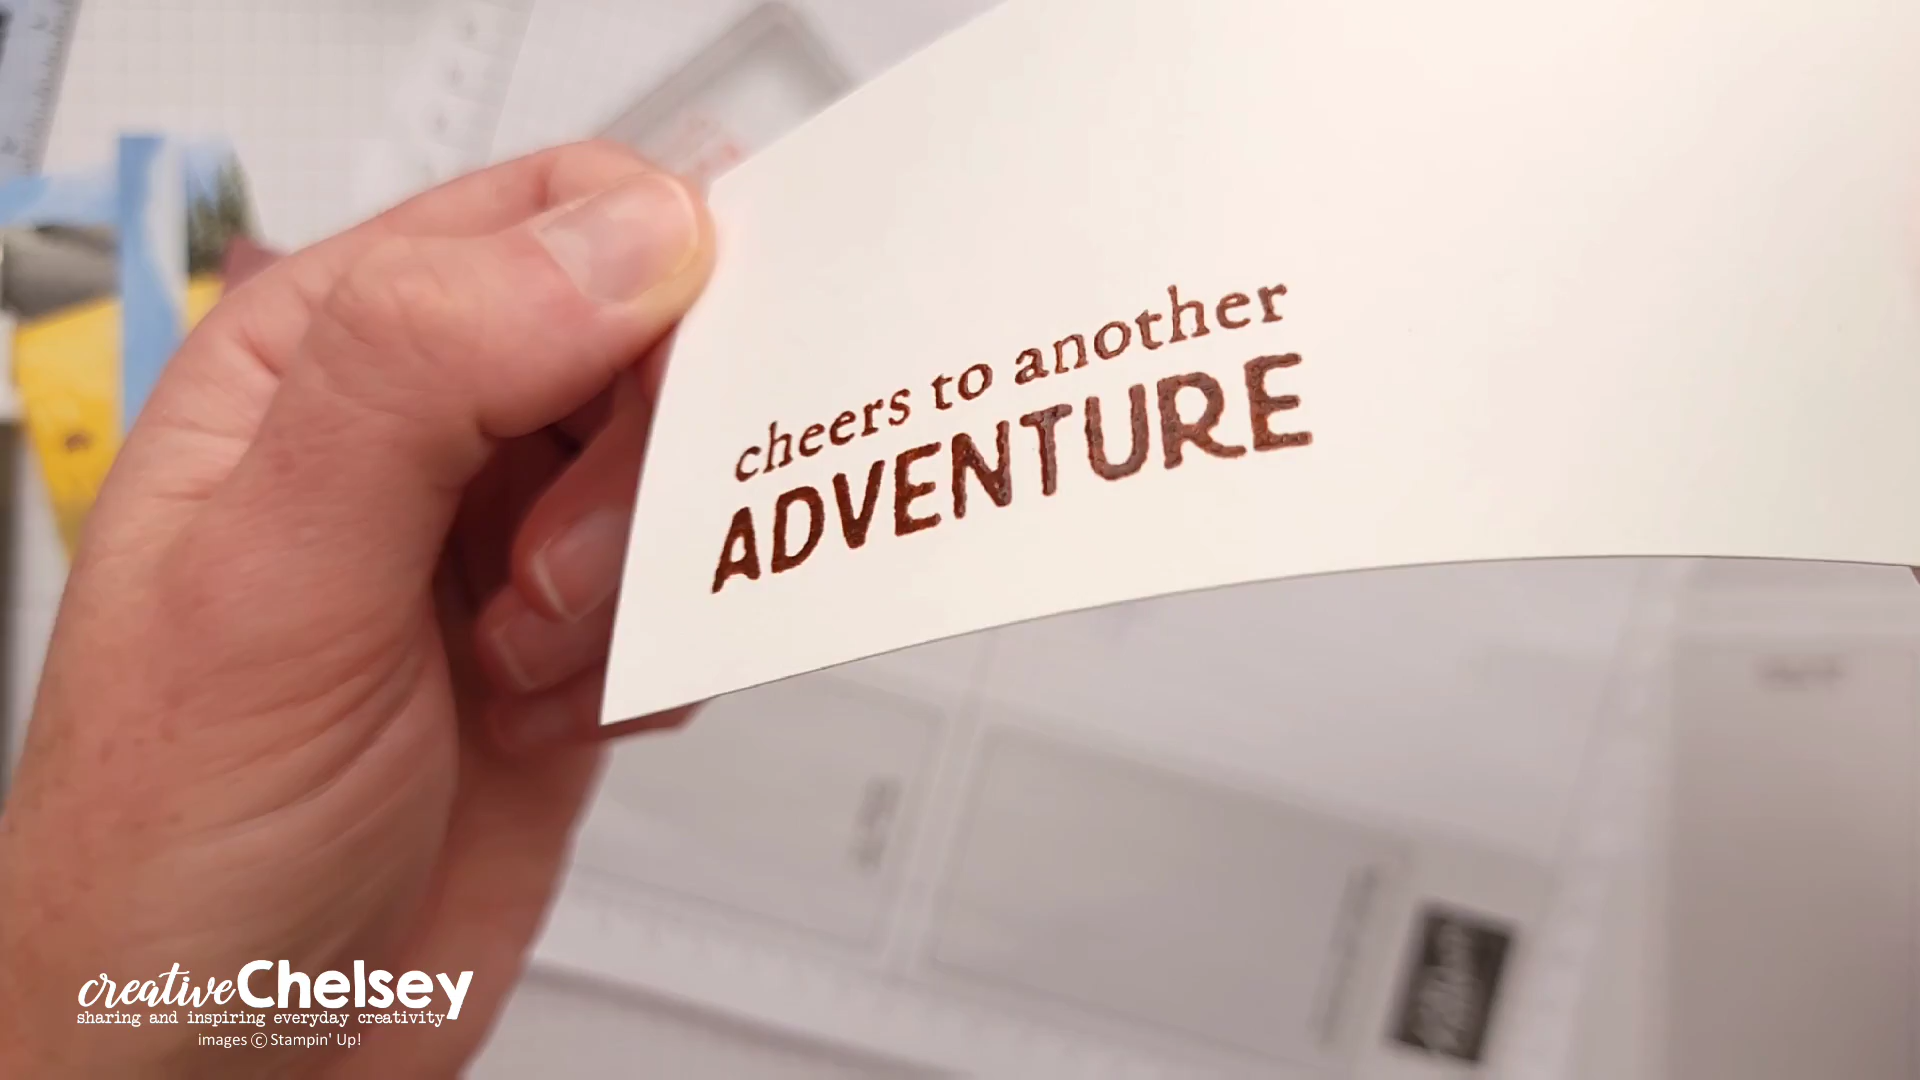 cheers to another
ADVENTURE
creativeChelsey
sharing and inspiring everyday creativity
images © Stampin' Up!